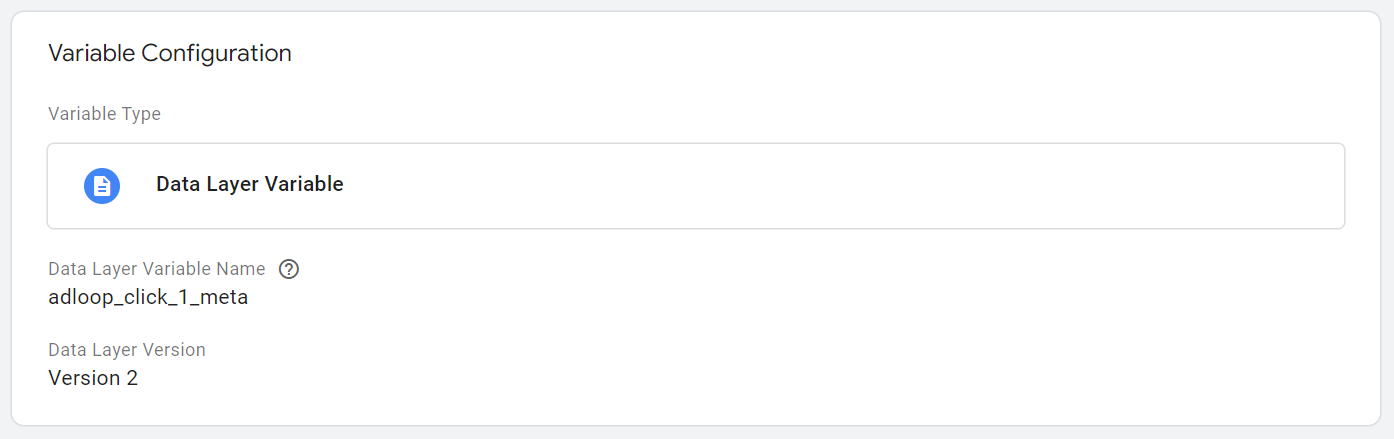 Variable Configuration
Variable Type
Data Layer Variable
Data Layer Variable Name
adloop_click_1_meta
Data Layer Version
Version 2